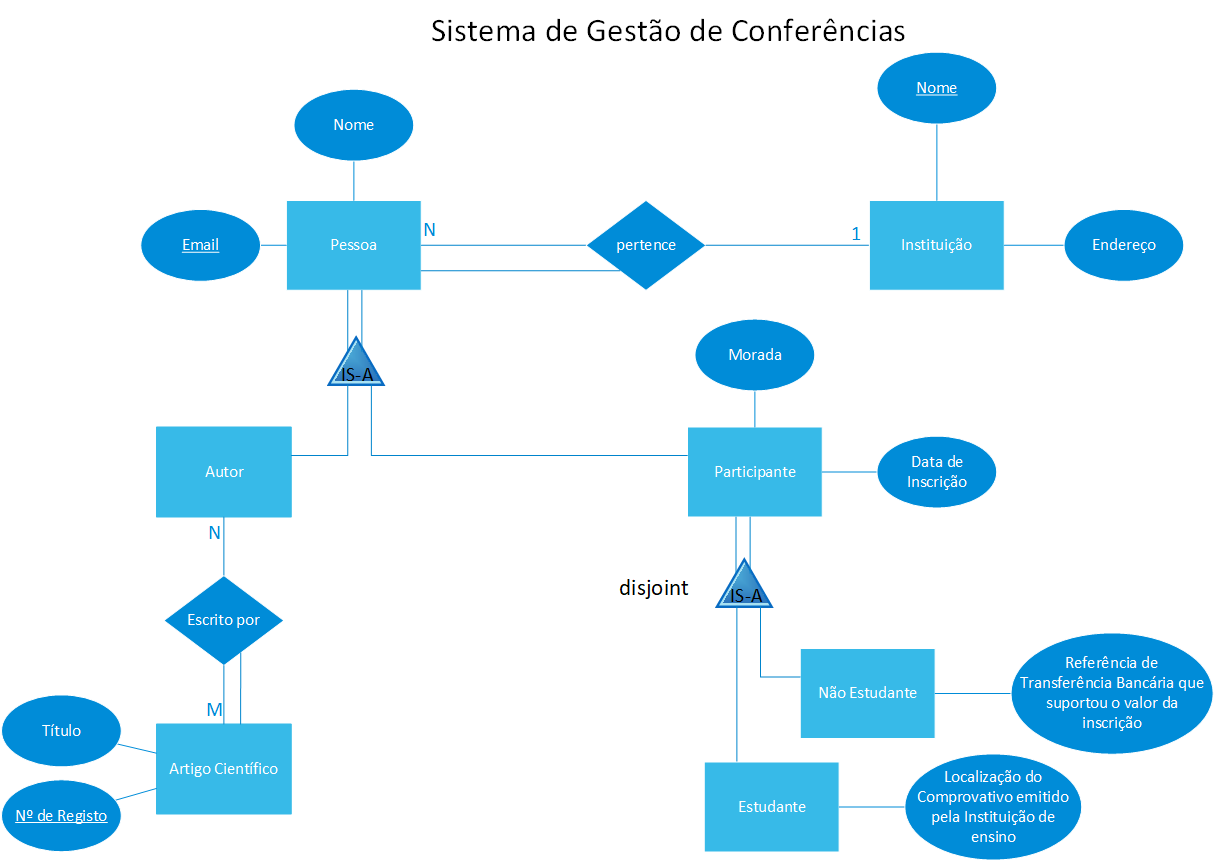 Sistema de Gestão de Conferências
Nome
Nome
Email
Pessoa
N
pertence
1
Instituição
Endereço
IS-A
Morada
Autor
Participante
Data de
Inscrição
N
disjoint
IS-A
Escrito por
Não Estudante
Referência de
Transferência Bancária que
suportou o valor da
inscrição
M
Título
Artigo Científico
Nº de Registo
Estudante
Localização do
Comprovativo emitido
pela Instituição de
ensino